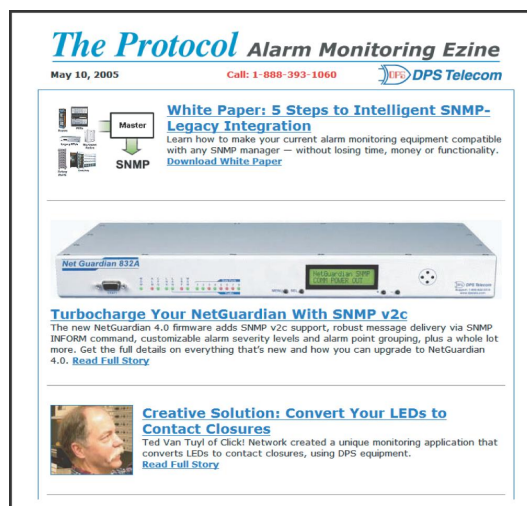 The Protocol Alarm Monitoring Ezine
May 10, 2005
Call: 1-888-393-1060
DPS Telecom
Master
SNMP
White Paper: 5 Steps to Intelligent SNMP-
Legacy Integration
Learn how to make your current alarm monitoring equipment compatible
with any SNMP manager — without losing time, money or functionality.
Download White Paper
Net Guardian 832A
NetGuardian SNMP
COMM POWER OUT
DPS Telecom
Turbocharge Your NetGuardian With SNMP v2c
The new NetGuardian 4.0 firmware adds SNMP v2c support, robust message delivery via SNMP
INFORM command, customizable alarm severity levels and alarm point grouping, plus a whole lot
more. Get the full details on everything that's new and how you can upgrade to NetGuardian
4.0. Read Full Story
Creative Solution: Convert Your LEDs to
Contact Closures
Ted Van Tuyl of Click! Network created a unique monitoring application that
converts LEDs to contact closures, using DPS equipment.
Read Full Story